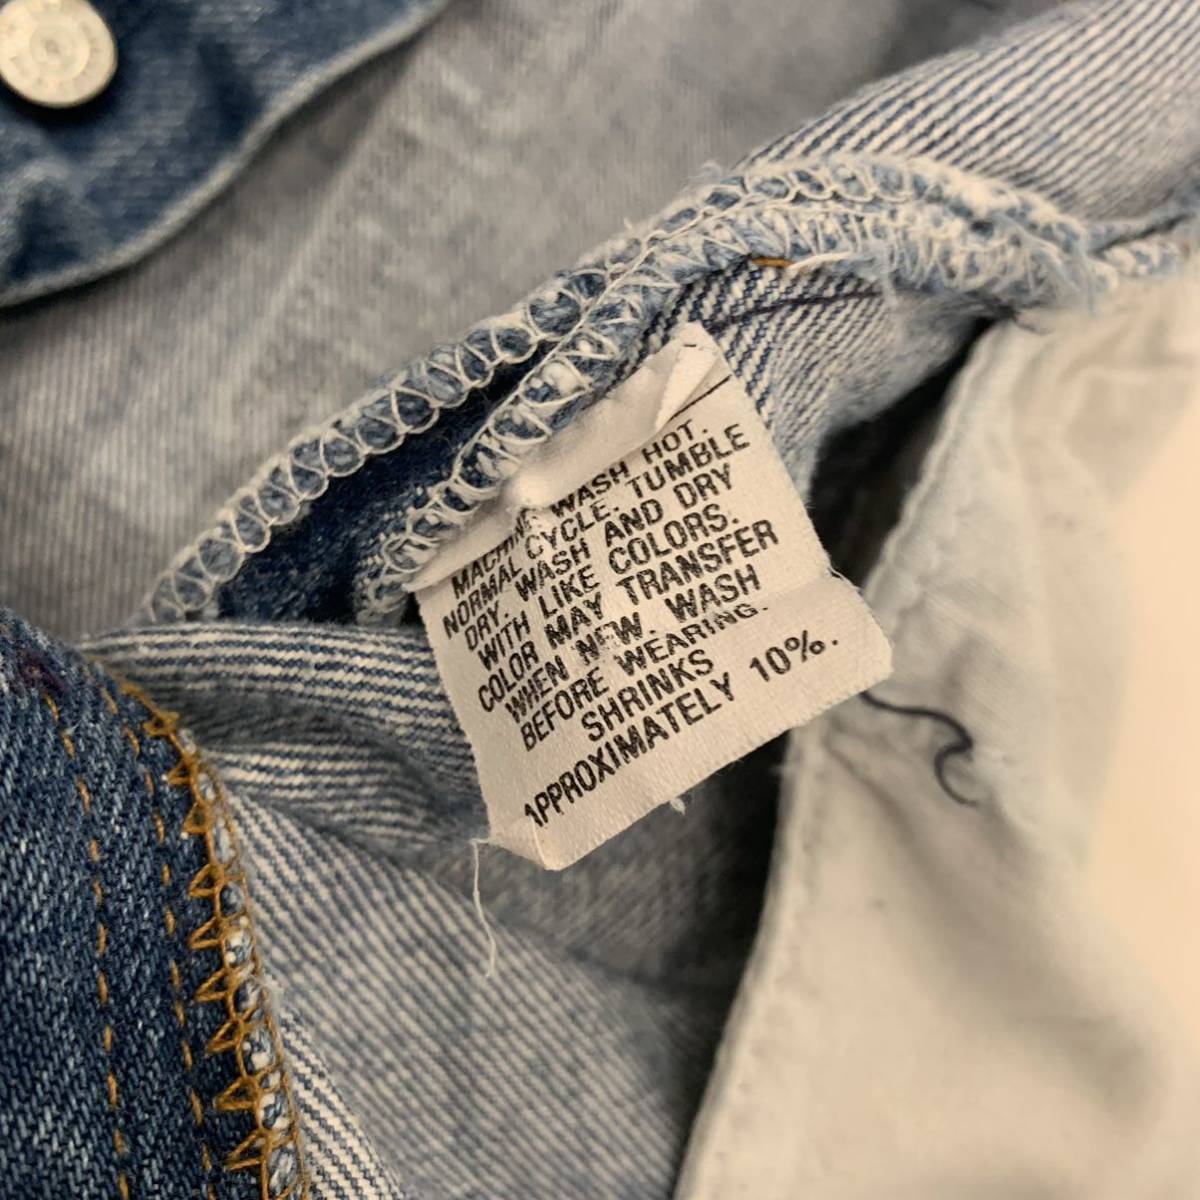 MACHINE WASH HOT.
NORMAL CYCLE. TUMBLE
DRY. WASH AND DRY
WITH LIKE COLORS.
COLOR MAY TRANSFER
WHEN NEW. WASH
BEFORE WEARING.
SHRINKS
APPROXIMATELY 10%.